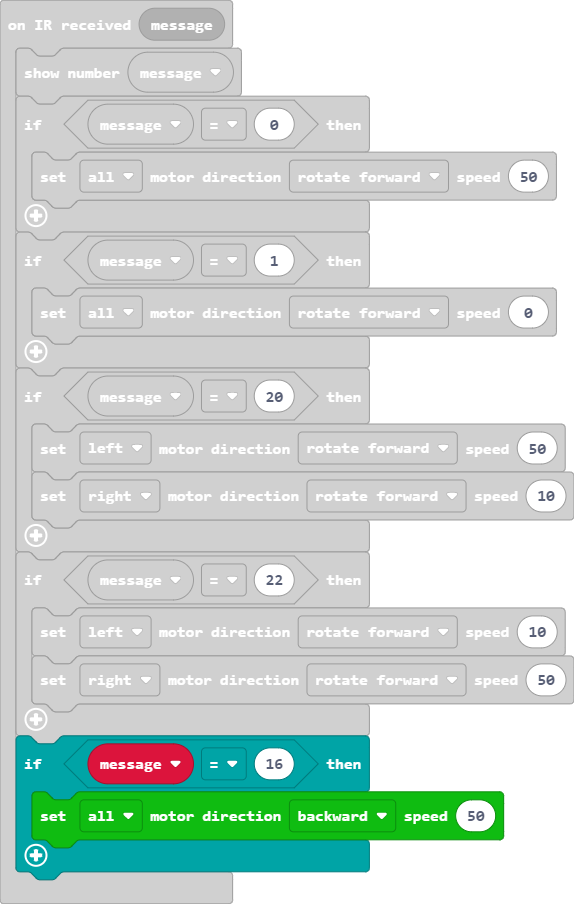 on IR received message
show number message
if message = 0 then
set all motor direction rotate forward speed 50
if message = 1 then
set all motor direction rotate forward speed 0
if message = 20 then
set left motor direction rotate forward speed 50
set right motor direction rotate forward speed 10
if message = 22 then
set left motor direction rotate forward speed 10
set right motor direction rotate forward speed 50
if message = 16 then
set all motor direction backward speed 50